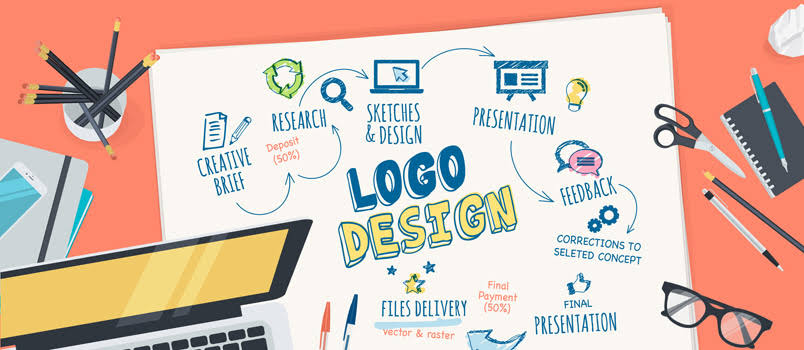 CREATIVE
BRIEF
Deposit
(50%)
RESEARCH
SKETCHES
& DESIGN
PRESENTATION
FEEDBACK
CORRECTIONS TO
SELETED CONCEPT
LOGO
DESIGN
FINAL
PRESENTATION
Final
Payment
(50%)
FILES DELIVERY
vector & raster